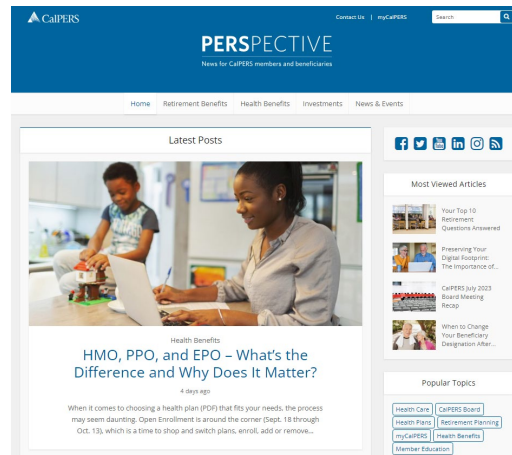 CalPERS
Contact Us | myCalPERS
Search
PERSPECTIVE
News for CalPERS members and beneficiaries
Home
Retirement Benefits
Health Benefits
Investments
News & Events
Latest Posts
Health Benefits
HMO, PPO, and EPO – What's the
Difference and Why Does It Matter?
4 days ago
When it comes to choosing a health plan (PDF) that fits your needs, the process
may seem daunting. Open Enrollment is around the corner (Sept. 18 through
Oct. 13), which is a time to shop and switch plans, enroll, add or remove...
Most Viewed Articles
Your Top 10
Retirement
Questions Answered
Preserving Your
Digital Footprint:
The Importance of...
CalPERS July 2023
Board Meeting
Recap
When to Change
Your Beneficiary
Designation After...
Popular Topics
Health Care
CalPERS Board
Health Plans
Retirement Planning
myCalPERS
Health Benefits
Member Education